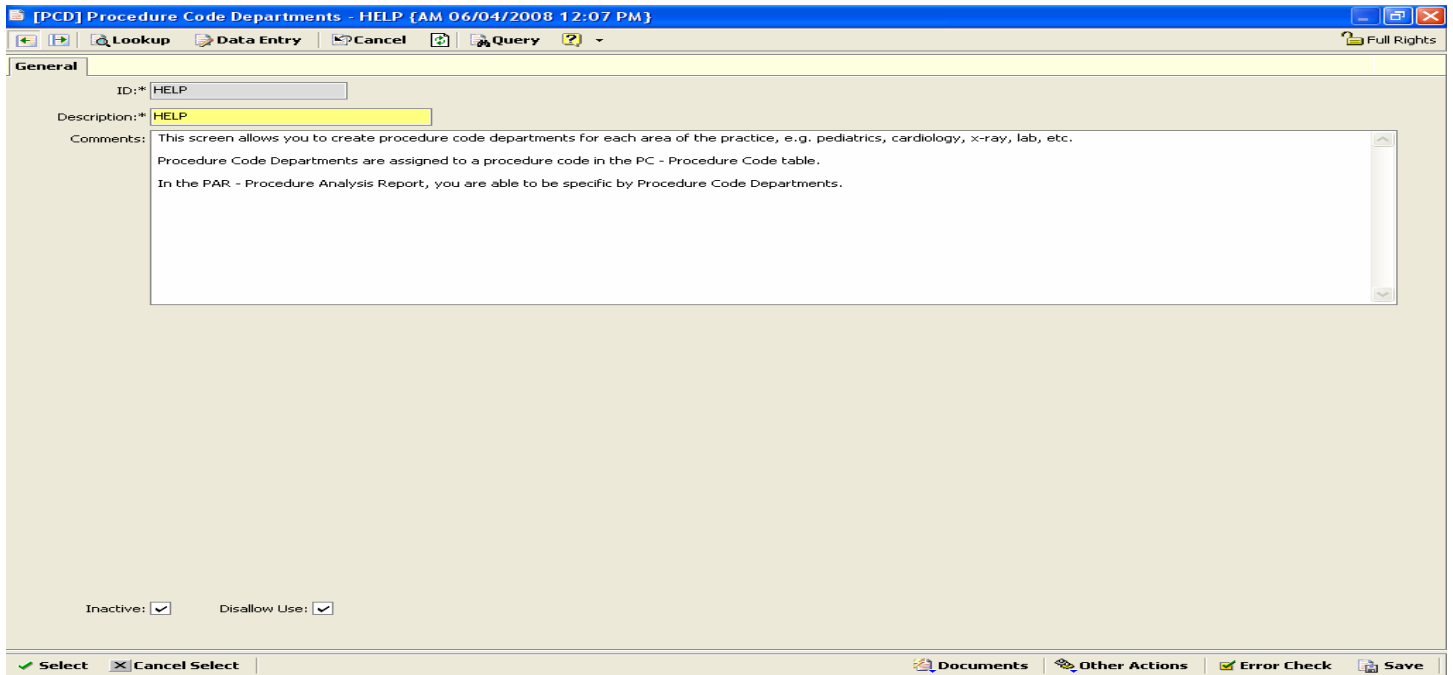 [PCD] Procedure Code Departments - HELP {AM 06/04/2008 12:07 PM}
Lookup Data Entry Cancel Query Full Rights
General
ID:* HELP
Description:* HELP
Comments: This screen allows you to create procedure code departments for each area of the practice, e.g. pediatrics, cardiology, x-ray, lab, etc.
Procedure Code Departments are assigned to a procedure code in the PC - Procedure Code table.
In the PAR - Procedure Analysis Report, you are able to be specific by Procedure Code Departments.
Inactive: Disallow Use:
Select Cancel Select Documents Other Actions Error Check Save